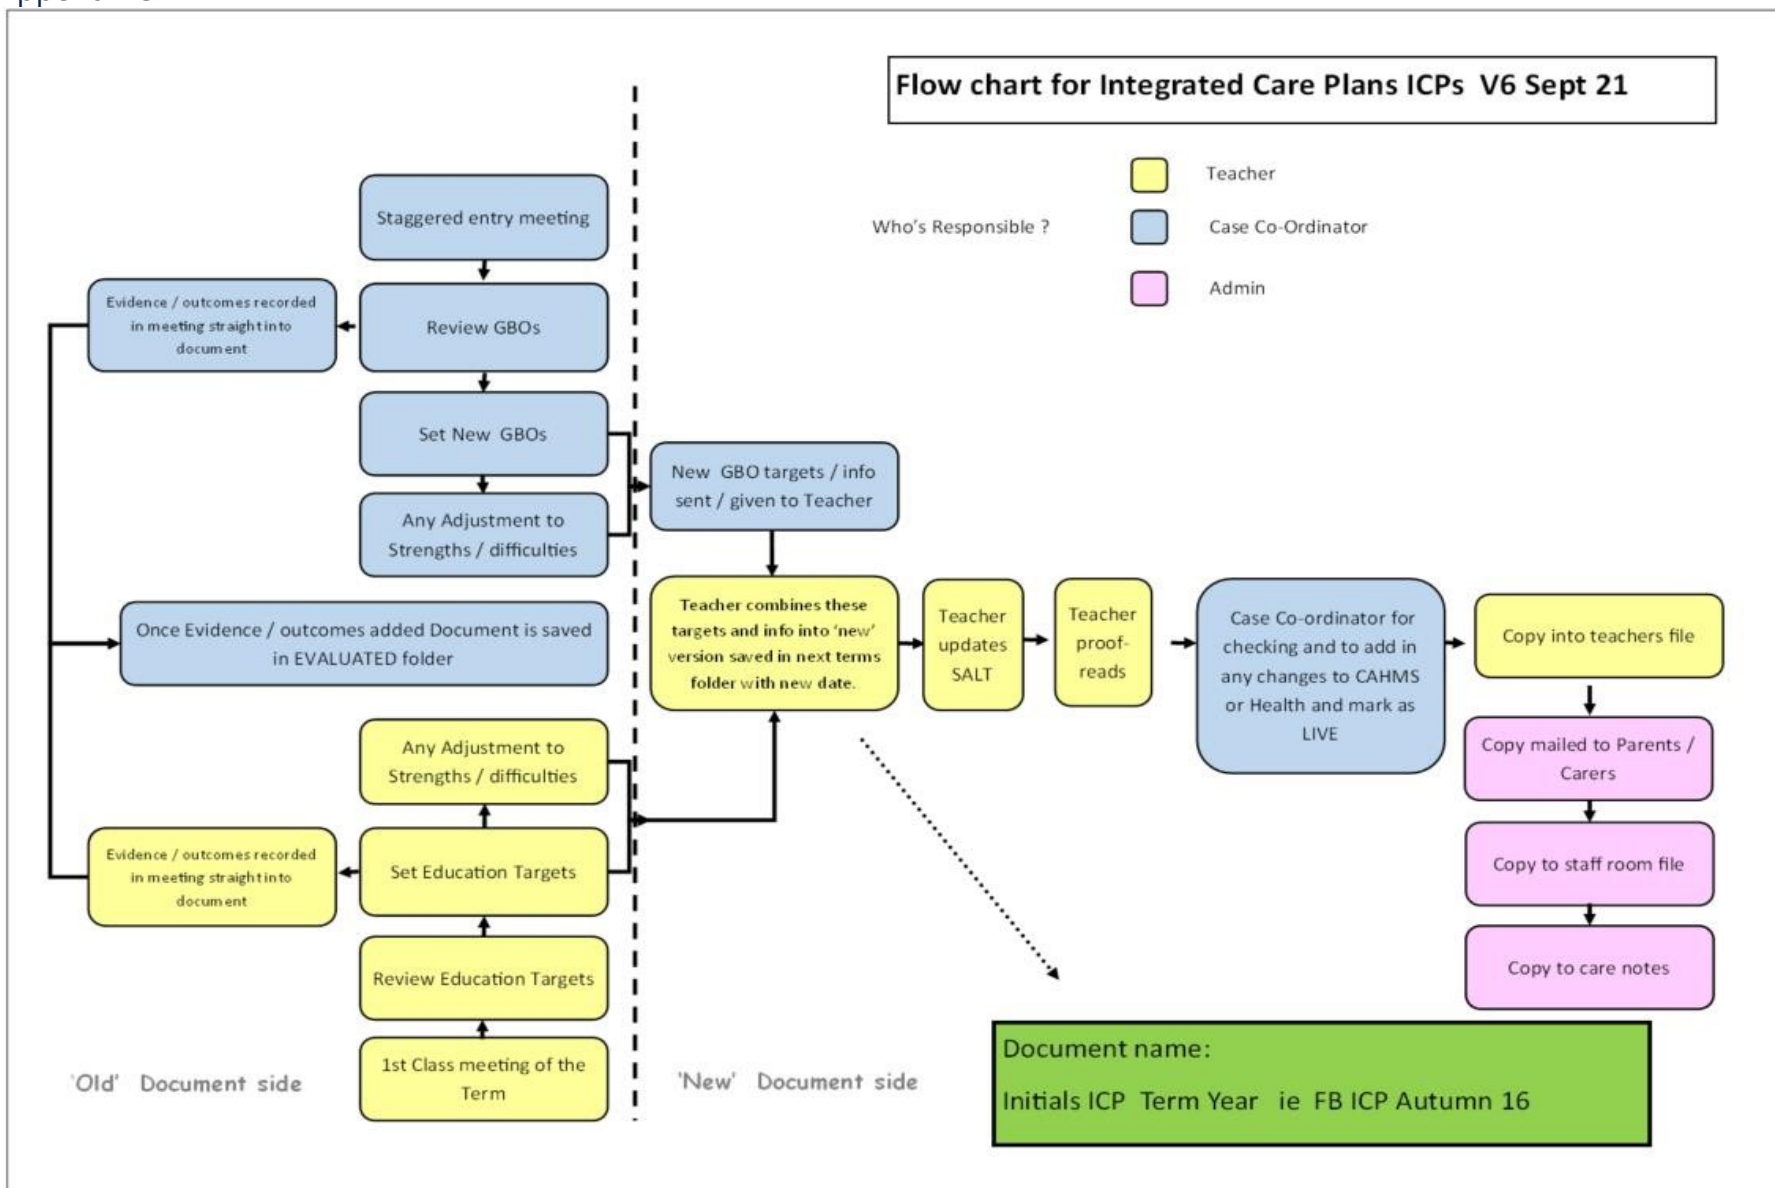 Flow chart for Integrated Care Plans ICPs V6 Sept 21
Teacher
Who's Responsible ?
Case Co-Ordinator
Admin
Staggered entry meeting
Evidence / outcomes recorded
in meeting straight into
document
Review GBOs
Set New GBOs
Any Adjustment to
Strengths / difficulties
New GBO targets / info
sent / given to Teacher
Once Evidence / outcomes added Document is saved
in EVALUATED folder
Teacher combines these
targets and info into 'new'
version saved in next terms
folder with new date.
Teacher
updates
SALT
Teacher
proof-
reads
Case Co-ordinator for
checking and to add in
any changes to CAHMS
or Health and mark as
LIVE
Copy into teachers file
Copy mailed to Parents /
Carers
Copy to staff room file
Copy to care notes
Any Adjustment to
Strengths / difficulties
Evidence / outcomes recorded
in meeting straight into
document
Set Education Targets
Review Education Targets
1st Class meeting of the
Term
'Old' Document side
'New' Document side
Document name:
Initials ICP Term Year ie FB ICP Autumn 16